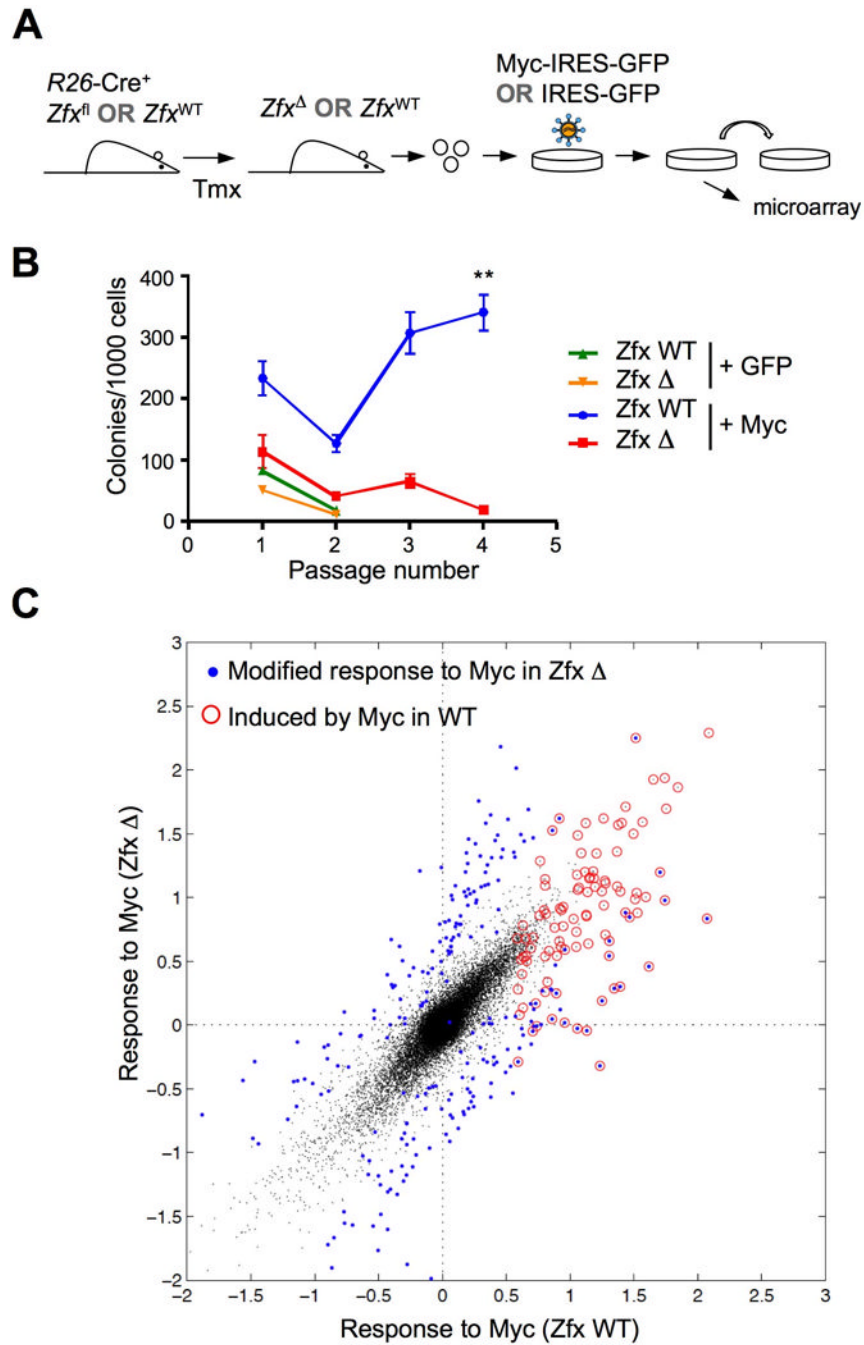 A
R26-Cre+
Zfxfl OR ZfxWT
Tmx
ZfxΔ OR ZfxWT
Myc-IRES-GFP
OR IRES-GFP
microarray
B
Colonies/1000 cells
400
300
200
100
0
**
0 1 2 3 4 5
Passage number
Zfx WT
Zfx Δ
+ GFP
Zfx WT
Zfx Δ
+ Myc
C
Response to Myc (Zfx Δ)
3
2.5
2
1.5
1
0.5
0
−0.5
−1
−1.5
−2
Modified response to Myc in Zfx Δ
Induced by Myc in WT
−2 −1.5 −1 −0.5 0 0.5 1 1.5 2 2.5 3
Response to Myc (Zfx WT)